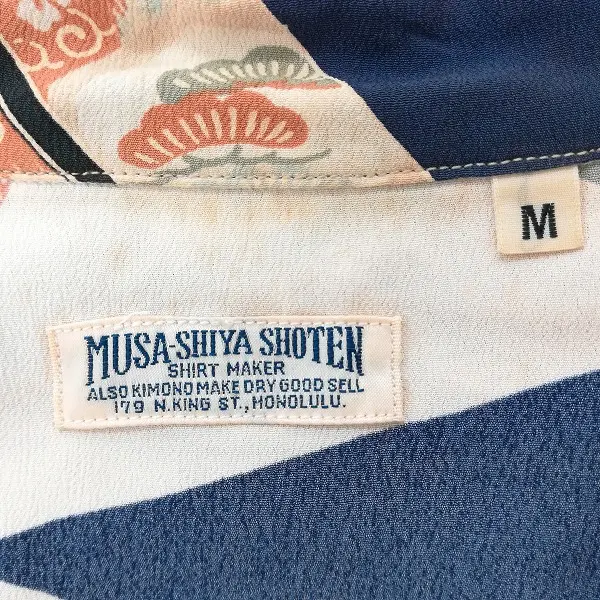 M
MUSA-SHIYA SHOTEN
SHIRT MAKER
ALSO KIMONO MAKE DRY GOOD SELL
179 N.KING ST., HONOLULU.